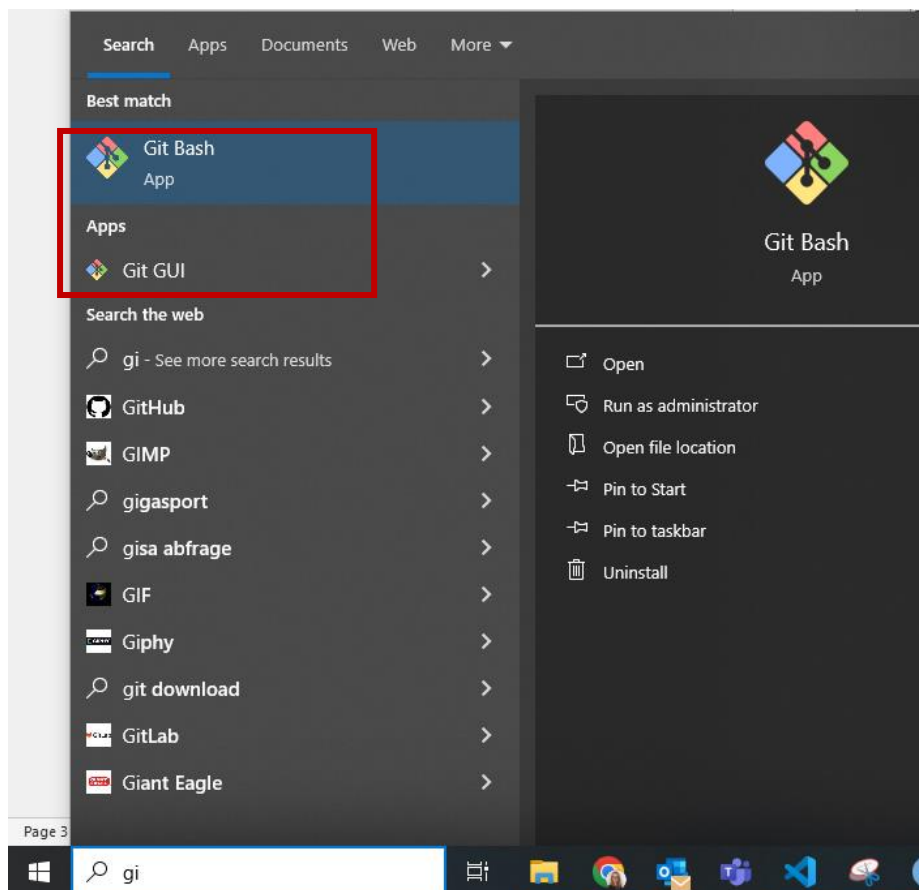 Search Apps Documents Web More
Best match
Git Bash
App
Apps
Git GUI
Search the web
gi - See more search results
GitHub
GIMP
gigasport
gisa abfrage
GIF
Giphy
git download
GitLab
Giant Eagle
Git Bash
App
Open
Run as administrator
Open file location
Pin to Start
Pin to taskbar
Uninstall
Page 3
gi